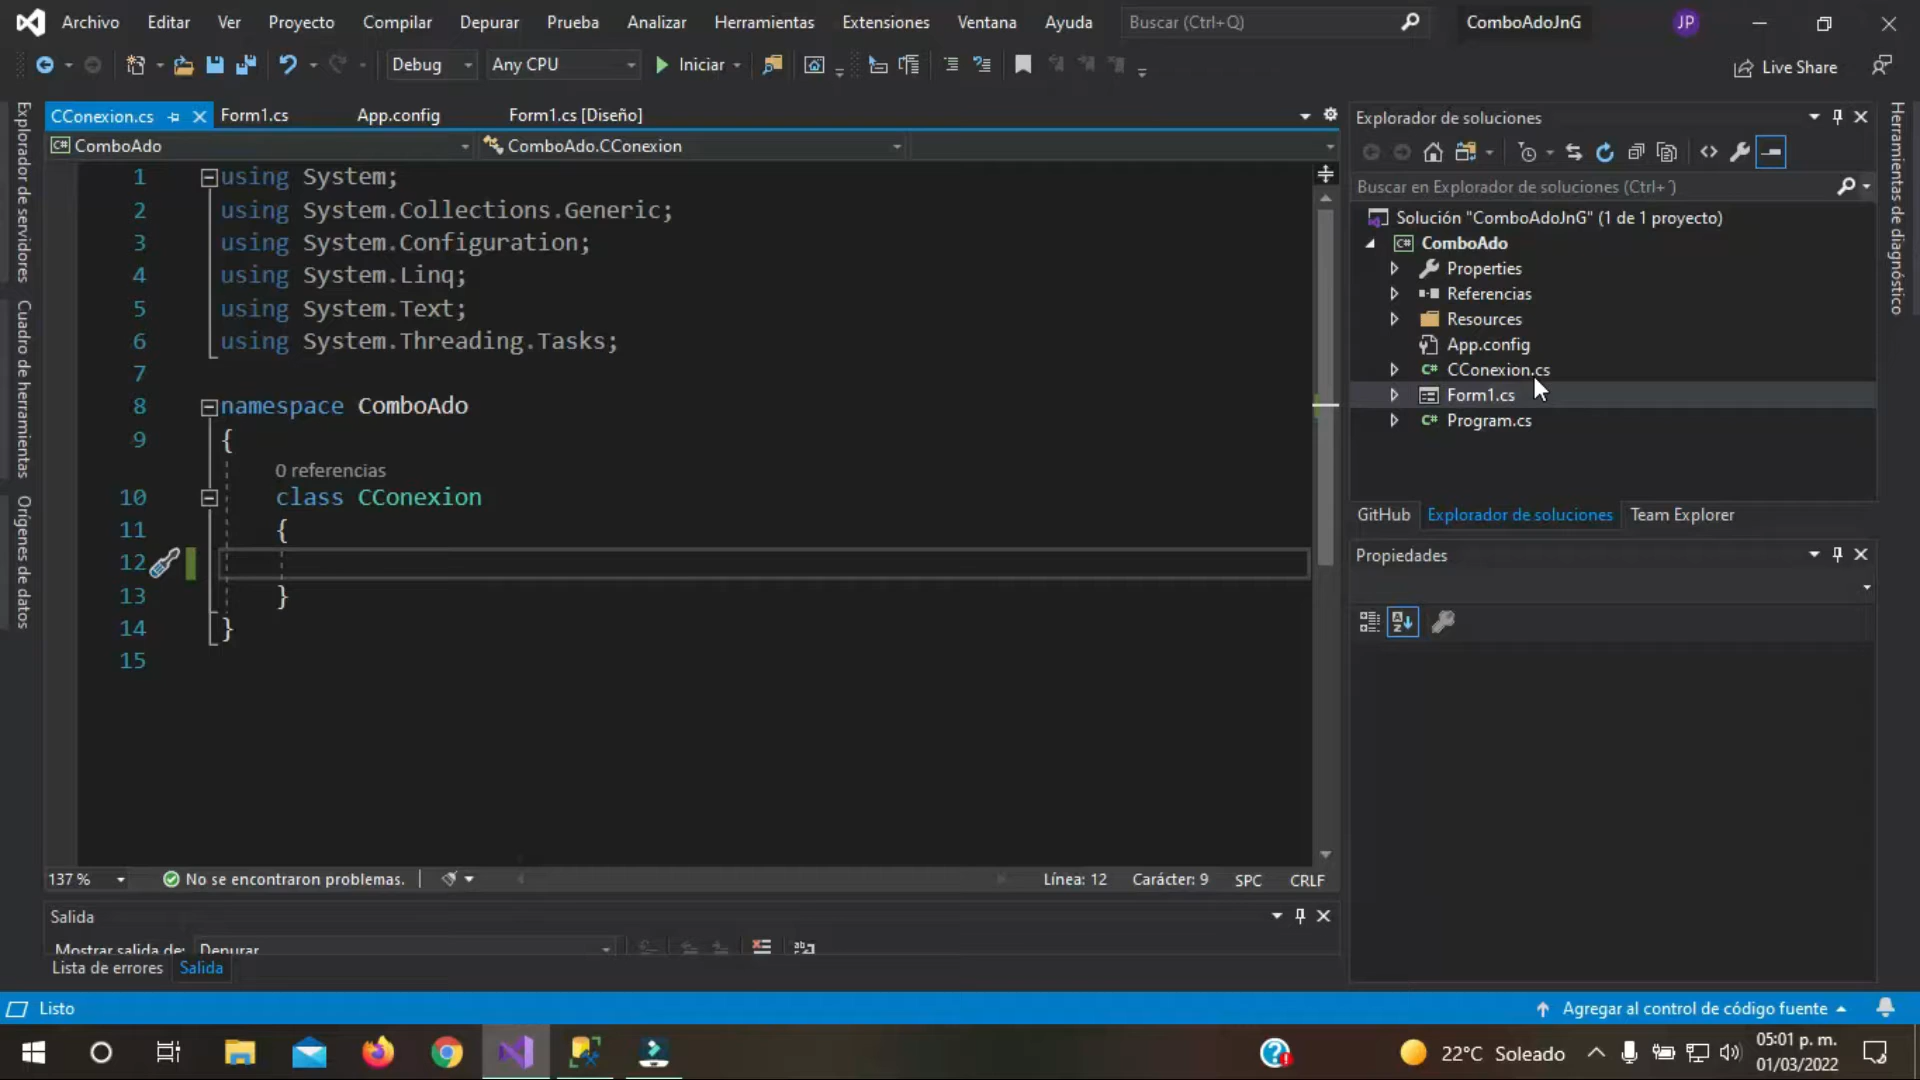 Archivo Editar Ver Proyecto Compilar Depurar Prueba Analizar Herramientas Extensiones Ventana Ayuda Buscar (Ctrl+Q) ComboAdoJnG JP
Debug Any CPU Iniciar Live Share
CConexion.cs Form1.cs App.config Form1.cs [Diseño]
C# ComboAdo ComboAdo.CConexion
1 using System;
2 using System.Collections.Generic;
3 using System.Configuration;
4 using System.Linq;
5 using System.Text;
6 using System.Threading.Tasks;
7
8 namespace ComboAdo
9 {
0 referencias
10 class CConexion
11 {
12
13 }
14 }
15
137 % No se encontraron problemas. Línea: 12 Carácter: 9 SPC CRLF
Salida
Mostrar salida de: Depurar
Lista de errores Salida
Explorador de servidores
Cuadro de herramientas
Orígenes de datos
Explorador de soluciones
Buscar en Explorador de soluciones (Ctrl+´)
Solución "ComboAdoJnG" (1 de 1 proyecto)
C# ComboAdo
Properties
Referencias
Resources
App.config
C# CConexion.cs
Form1.cs
C# Program.cs
GitHub Explorador de soluciones Team Explorer
Propiedades
Herramientas de diagnóstico
Listo Agregar al control de código fuente
22°C Soleado
05:01 p. m.
01/03/2022